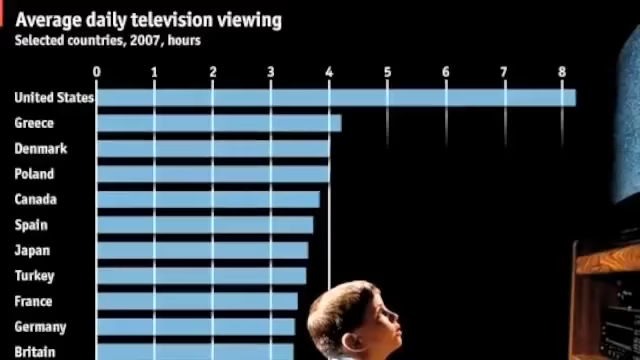 Average daily television viewing
Selected countries, 2007, hours
0 1 2 3 4 5 6 7 8
United States
Greece
Denmark
Poland
Canada
Spain
Japan
Turkey
France
Germany
Britain